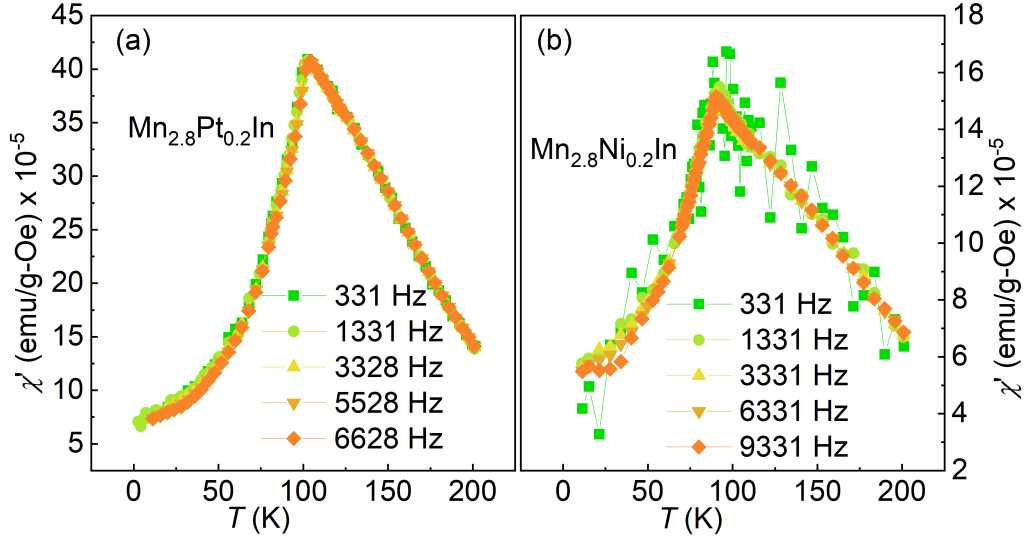 (a)
Mn2.8Pt0.2In
χ' (emu/g-Oe) x 10-5
45
40
35
30
25
20
15
10
5
331 Hz
1331 Hz
3328 Hz
5528 Hz
6628 Hz
0 50 100 150 200
T (K)
(b)
Mn2.8Ni0.2In
18
16
14
12
10
8
6
4
2
χ' (emu/g-Oe) x 10-5
331 Hz
1331 Hz
3331 Hz
6331 Hz
9331 Hz
0 50 100 150 200
T (K)